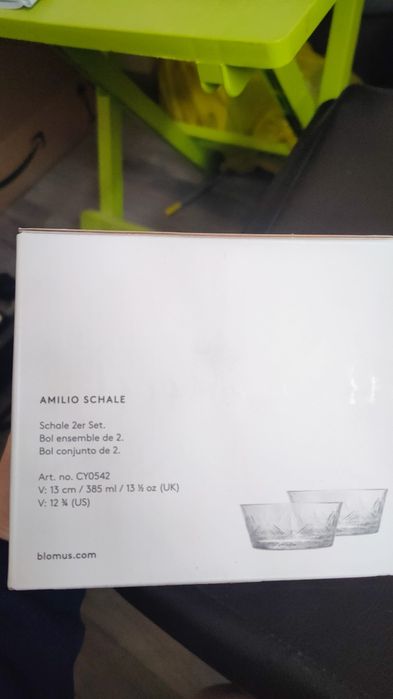 AMILIO SCHALE
Schale 2er Set.
Bol ensemble de 2.
Bol conjunto de 2.
Art. no. CY0542
V: 13 cm / 385 ml / 13 ½ oz (UK)
V: 12 ¾ (US)
blomus.com